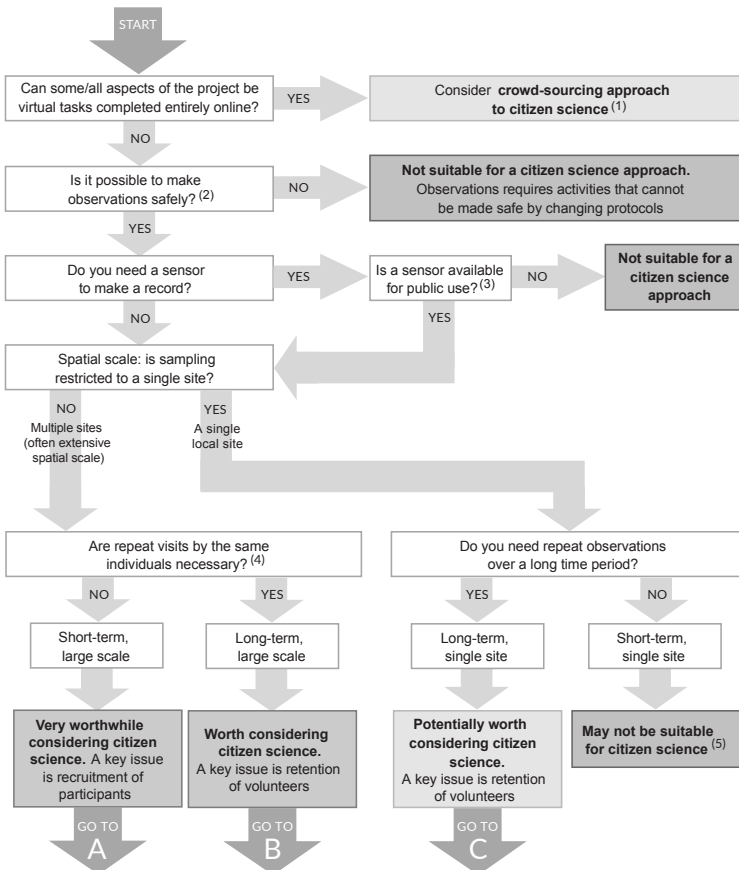 START
Can some/all aspects of the project be
virtual tasks completed entirely online?
YES
Consider crowd-sourcing approach
to citizen science (1)
NO
Is it possible to make
observations safely? (2)
NO
Not suitable for a citizen science approach.
Observations requires activities that cannot
be made safe by changing protocols
YES
Do you need a sensor
to make a record?
YES
Is a sensor available
for public use? (3)
NO
Not suitable for a
citizen science
approach
NO
YES
Spatial scale: is sampling
restricted to a single site?
NO
Multiple sites
(often extensive
spatial scale)
YES
A single
local site
Are repeat visits by the same
individuals necessary? (4)
Do you need repeat observations
over a long time period?
NO
YES
YES
NO
Short-term,
large scale
Long-term,
large scale
Long-term,
single site
Short-term,
single site
Very worthwhile
considering citizen
science. A key issue
is recruitment of
participants
Worth considering
citizen science.
A key issue is retention
of volunteers
Potentially worth
considering citizen
science.
A key issue is retention
of volunteers
May not be suitable
for citizen science (5)
GO TO
A
GO TO
B
GO TO
C